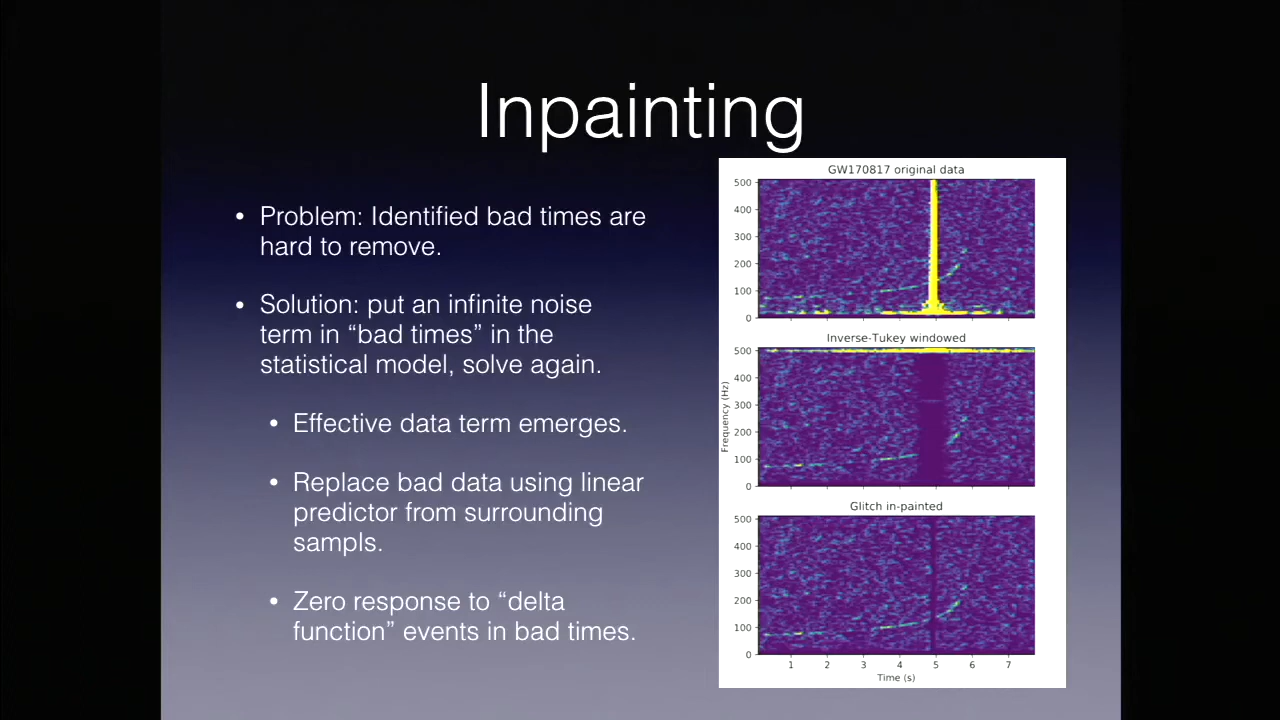 Inpainting
• Problem: Identified bad times are
hard to remove.
• Solution: put an infinite noise
term in “bad times” in the
statistical model, solve again.
• Effective data term emerges.
• Replace bad data using linear
predictor from surrounding
sampls.
• Zero response to “delta
function” events in bad times.
GW170817 original data
500
400
300
200
100
0
Inverse-Tukey windowed
500
400
300
200
100
0
Frequency (Hz)
Glitch in-painted
500
400
300
200
100
0
1 2 3 4 5 6 7
Time (s)